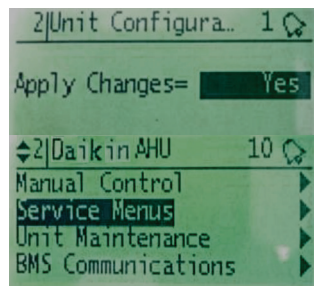 2|Unit Configura.. 1
Apply Changes= Yes
2|Daikin AHU 10
Manual Control
Service Menus
Unit Maintenance
BMS Communications